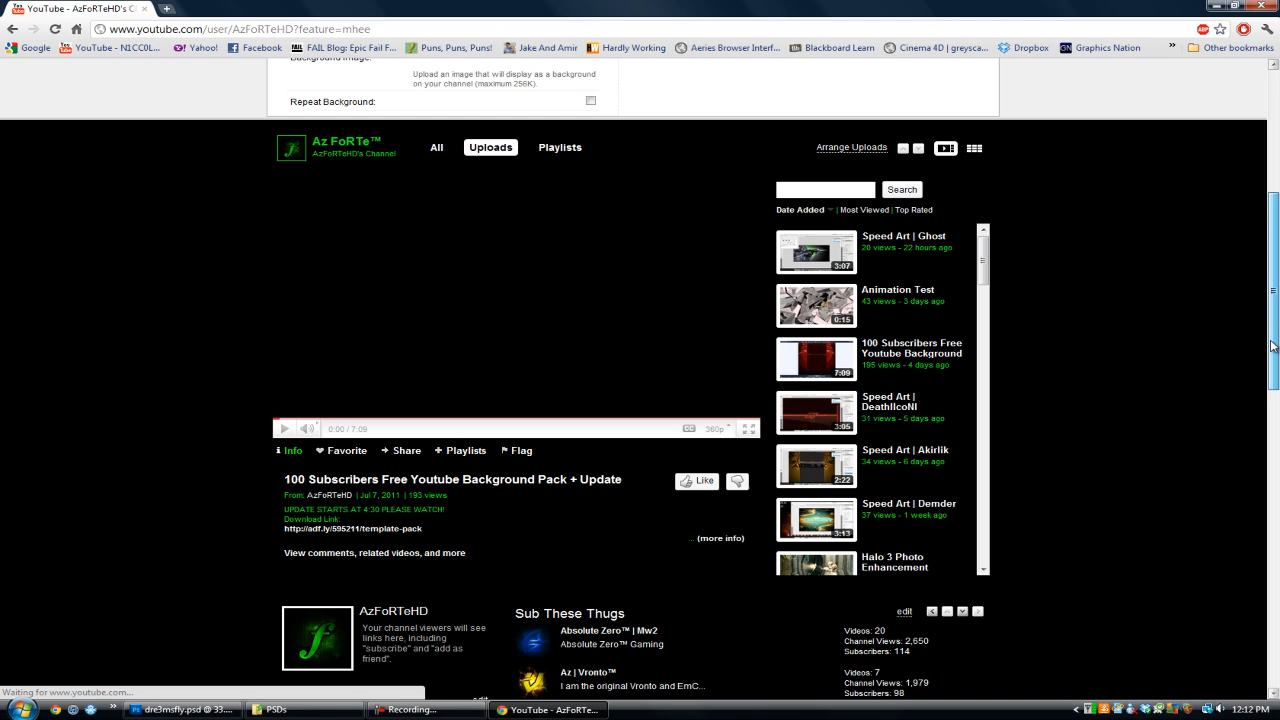 YouTube - AzFoRTeHD's C
www.youtube.com/user/AzFoRTeHD?feature=mhee
Google YouTube - N1CC0L... Yahoo! Facebook FAIL Blog: Epic Fail F... Puns, Puns, Puns! Jake And Amir Hardly Working Aeries Browser Interf... Blackboard Learn Cinema 4D | greysca... Dropbox Graphics Nation » Other bookmarks
Background Image:
Upload an image that will display as a background
on your channel (maximum 256K).
Repeat Background:
Az FoRTe™
AzFoRTeHD's Channel
All Uploads Playlists Arrange Uploads
Search
Date Added | Most Viewed | Top Rated
Speed Art | Ghost
20 views - 22 hours ago
3:07
Animation Test
43 views - 3 days ago
0:15
100 Subscribers Free
Youtube Background
195 views - 4 days ago
7:09
Speed Art |
DeathIIcoNI
31 views - 5 days ago
3:05
Speed Art | Akirlik
34 views - 6 days ago
2:22
Speed Art | Demder
37 views - 1 week ago
3:13
Halo 3 Photo
Enhancement
0:00 / 7:09 CC 360p
Info Favorite Share Playlists Flag
100 Subscribers Free Youtube Background Pack + Update
Like
From: AzFoRTeHD | Jul 7, 2011 | 193 views
UPDATE STARTS AT 4:30 PLEASE WATCH!
Download Link:
http://adf.ly/595211/template-pack
... (more info)
View comments, related videos, and more
AzFoRTeHD
Your channel viewers will see
links here, including
"subscribe" and "add as
friend".
edit
Sub These Thugs
edit
Absolute Zero™ | Mw2
Absolute Zero™ Gaming
Videos: 20
Channel Views: 2,650
Subscribers: 114
Az | Vronto™
I am the original Vronto and EmC...
Videos: 7
Channel Views: 1,979
Subscribers: 98
Waiting for www.youtube.com...
» dre3msfly.psd @ 33.... PSDs Recording... YouTube - AzFoRTe... 12:12 PM